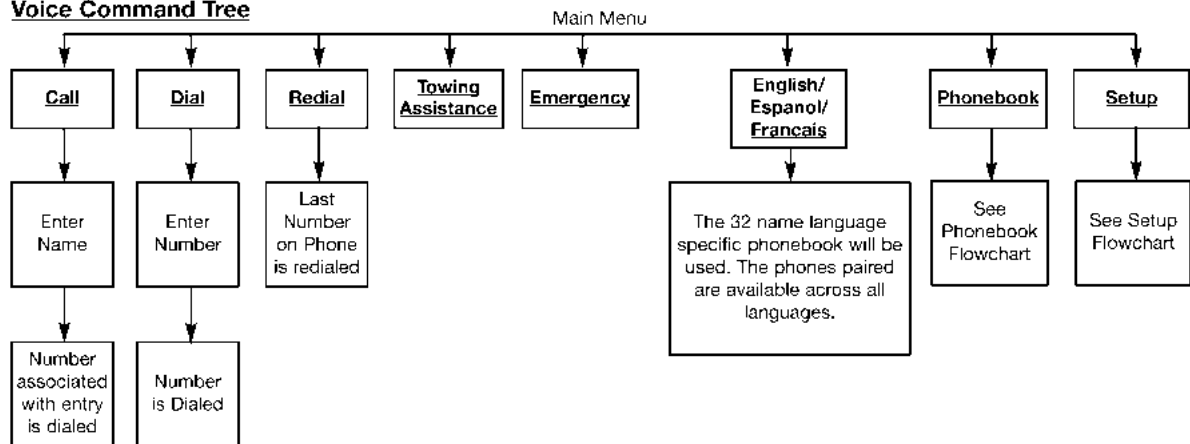 Voice Command Tree
Main Menu
Call
Dial
Redial
Towing
Assistance
Emergency
English/
Espanol/
Francais
Phonebook
Setup
Enter
Name
Enter
Number
Last
Number
on Phone
is redialed
The 32 name language
specific phonebook will be
used. The phones paired
are available across all
languages.
See
Phonebook
Flowchart
See Setup
Flowchart
Number
associated
with entry
is dialed
Number
is Dialed